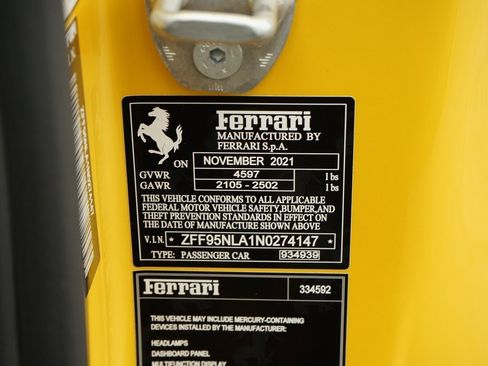 Ferrari
MANUFACTURED BY
FERRARI S.p.A.
ON NOVEMBER 2021
GVWR 4597 lbs
GAWR 2105 - 2502 lbs
THIS VEHICLE CONFORMS TO ALL APPLICABLE
FEDERAL MOTOR VEHICLE SAFETY, BUMPER, AND
THEFT PREVENTION STANDARDS IN EFFECT ON
THE DATE OF MANUFACTURE SHOWN ABOVE
V.I.N. * ZFF95NLA1N0274147 *
TYPE: PASSENGER CAR 934939
Ferrari 334592
THIS VEHICLE MAY INCLUDE MERCURY-CONTAINING
DEVICES INSTALLED BY THE MANUFACTURER:
HEADLAMPS
DASHBOARD PANEL
MULTIFUNCTION DISPLAY